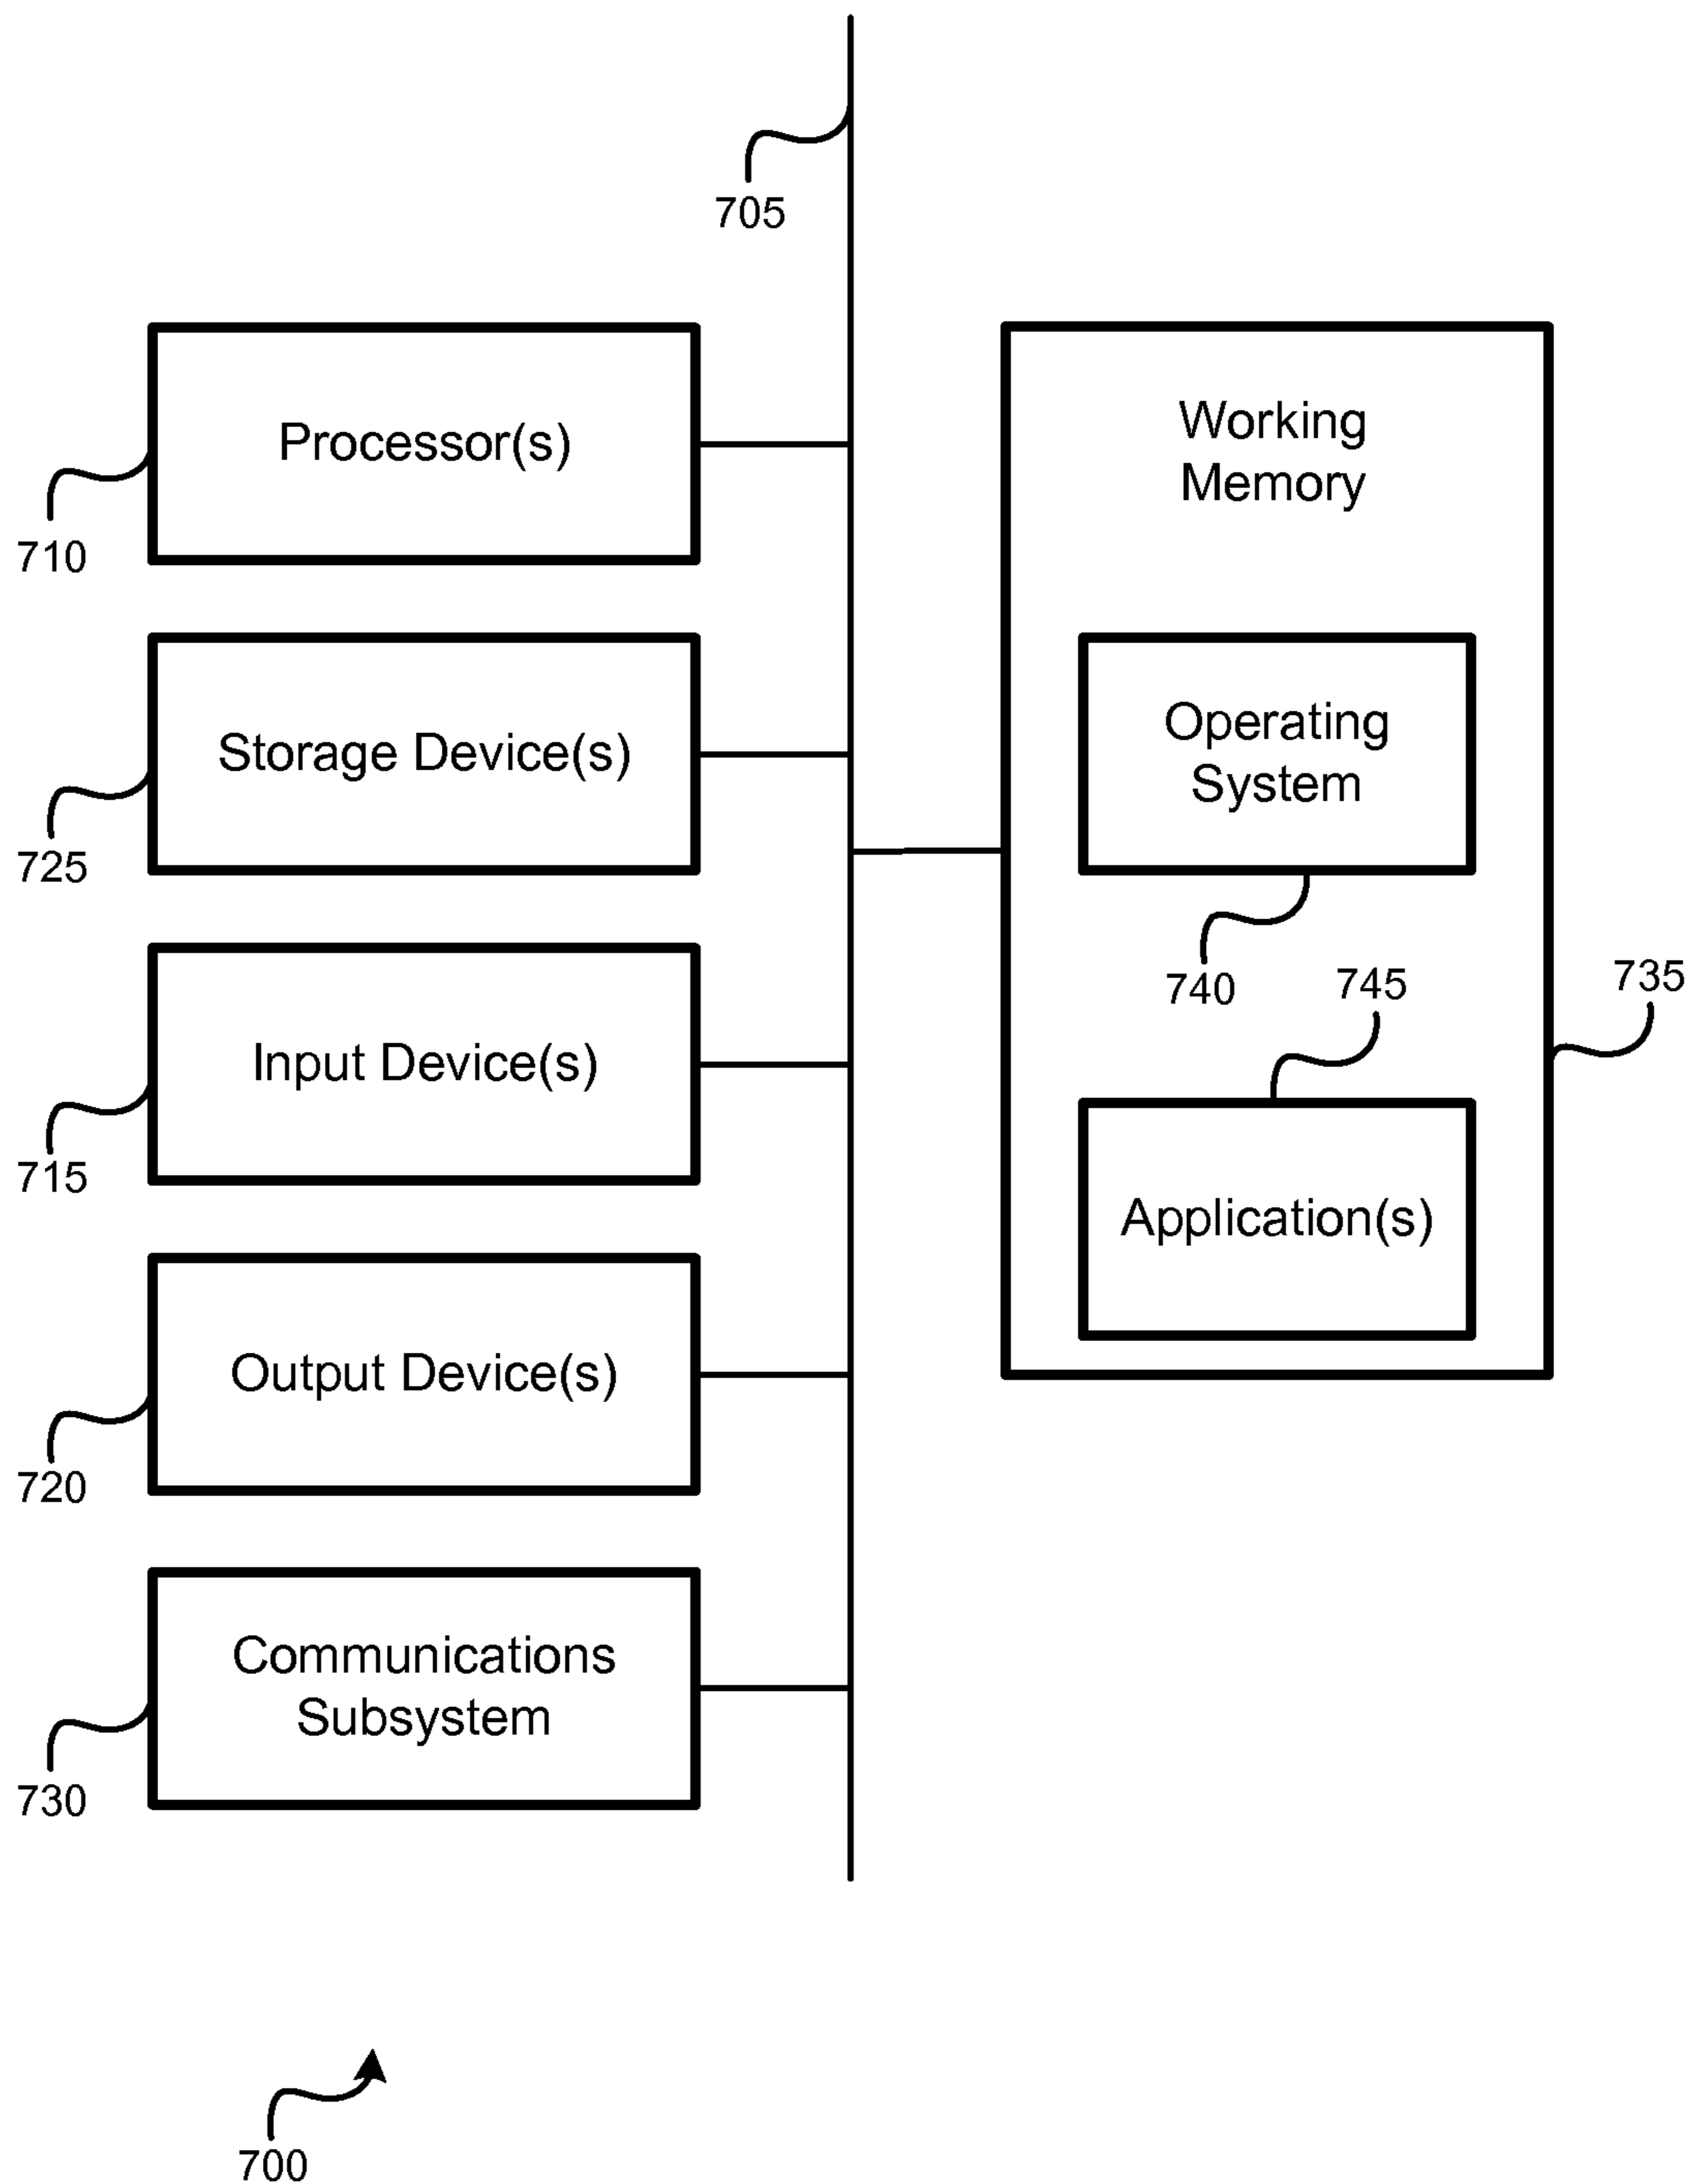 705
Processor(s)
710
Storage Device(s)
725
Input Device(s)
715
Output Device(s)
720
Communications
Subsystem
730
Working
Memory
Operating
System
740
745
735
Application(s)
700